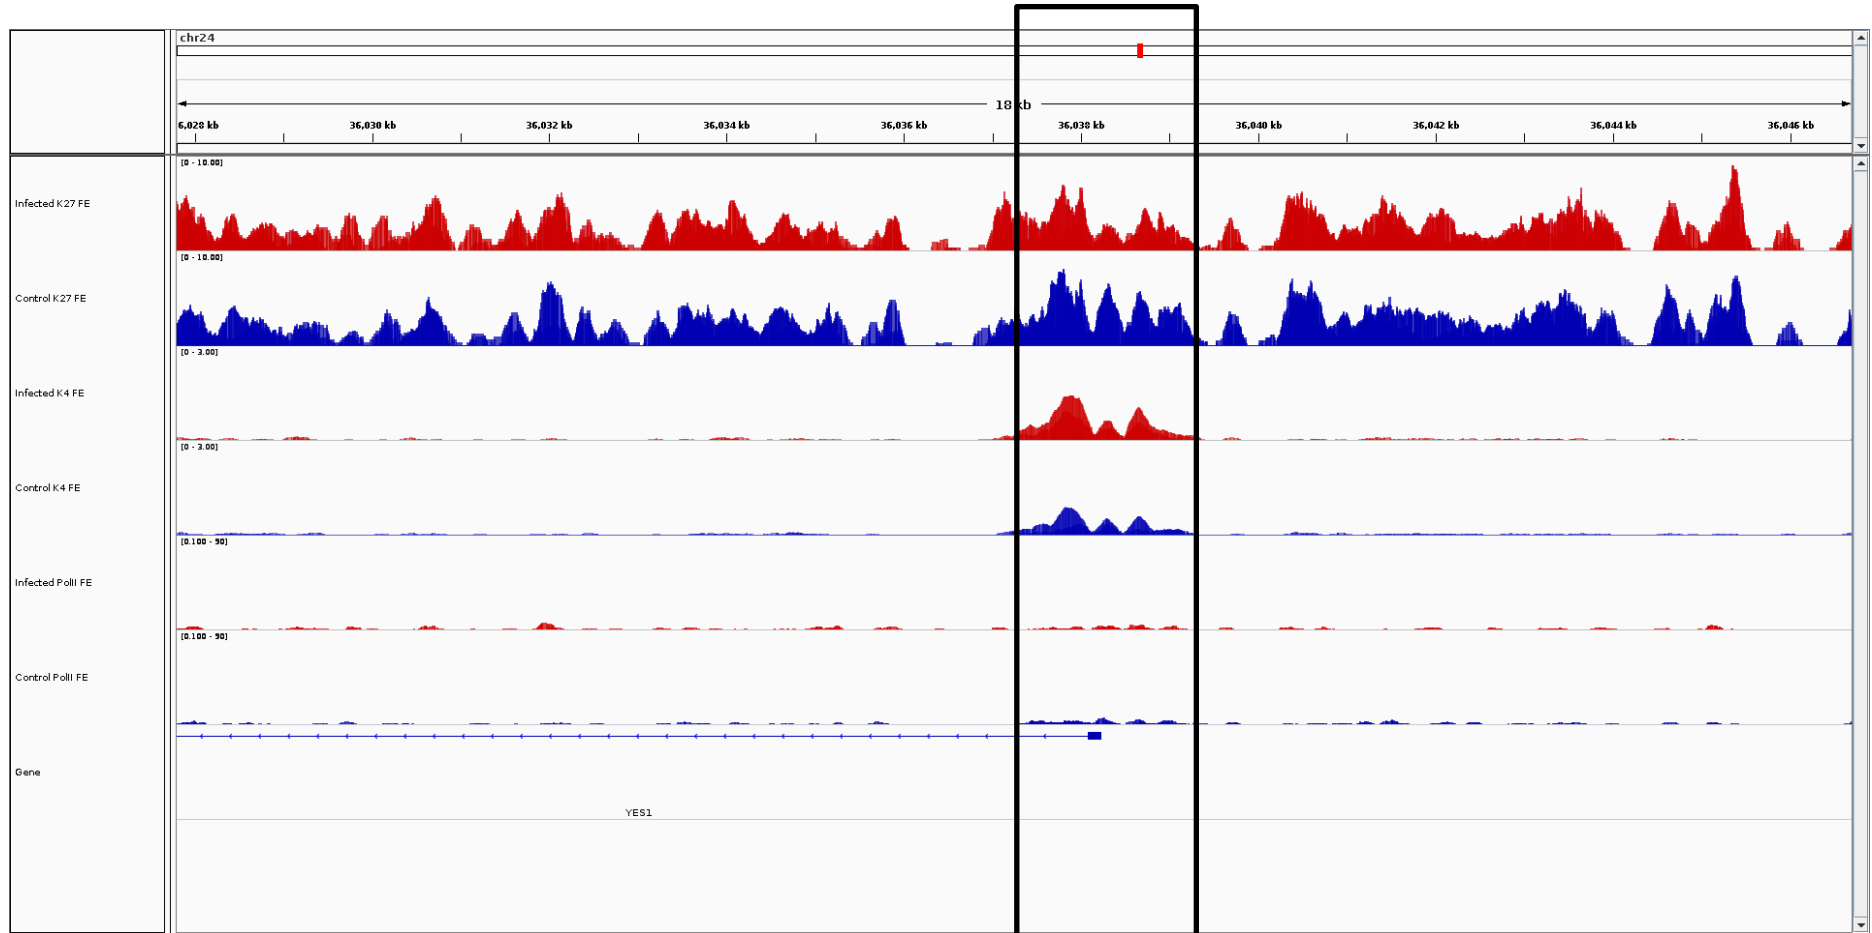 chr24
18 kb
6,028 kb 36,030 kb 36,032 kb 36,034 kb 36,036 kb 36,038 kb 36,040 kb 36,042 kb 36,044 kb 36,046 kb
[0 - 10.00]
Infected K27 FE
[0 - 10.00]
Control K27 FE
[0 - 3.00]
Infected K4 FE
[0 - 3.00]
Control K4 FE
[0.100 - 90]
Infected PolII FE
[0.100 - 90]
Control PolII FE
Gene
YES1